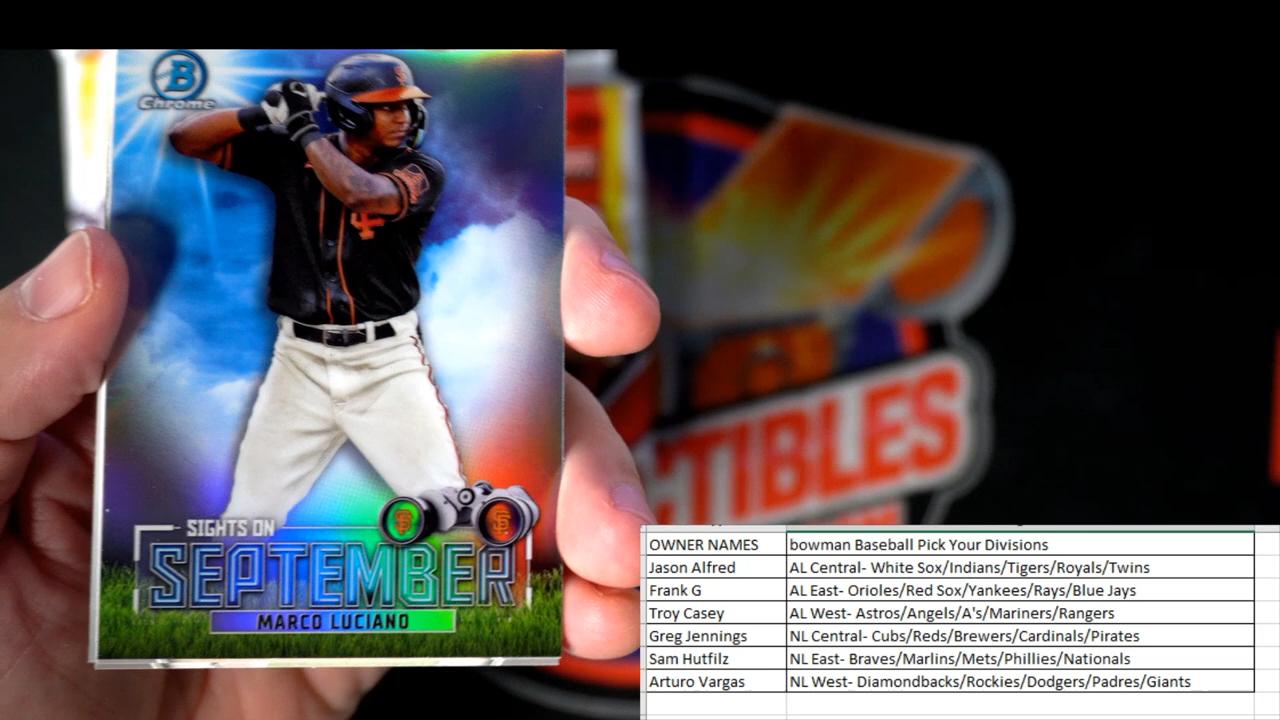 B
Chrome
SF
SIGHTS ON
SEPTEMBER
MARCO LUCIANO
CTIBLES
OWNER NAMES bowman Baseball Pick Your Divisions
Jason Alfred AL Central- White Sox/Indians/Tigers/Royals/Twins
Frank G AL East- Orioles/Red Sox/Yankees/Rays/Blue Jays
Troy Casey AL West- Astros/Angels/A's/Mariners/Rangers
Greg Jennings NL Central- Cubs/Reds/Brewers/Cardinals/Pirates
Sam Hutfilz NL East- Braves/Marlins/Mets/Phillies/Nationals
Arturo Vargas NL West- Diamondbacks/Rockies/Dodgers/Padres/Giants